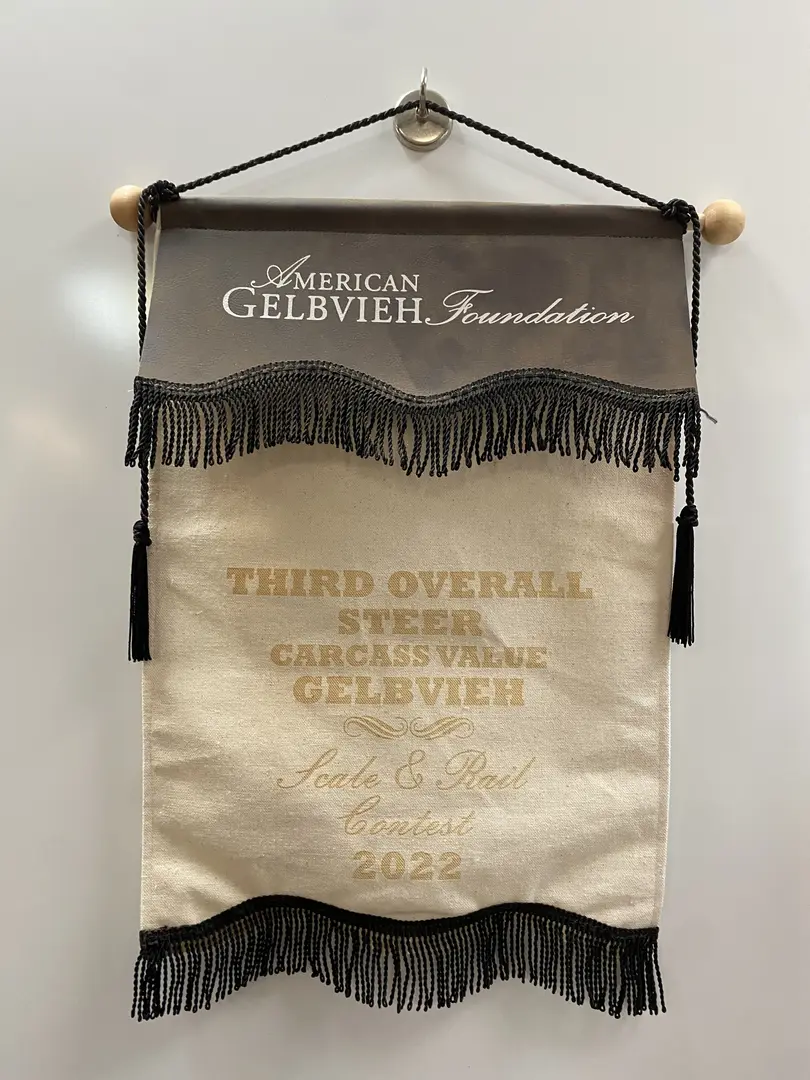 AMERICAN
GELBVIEH Foundation
THIRD OVERALL
STEER
CARCASS VALUE
GELBVIEH
Scale & Rail
Contest
2022